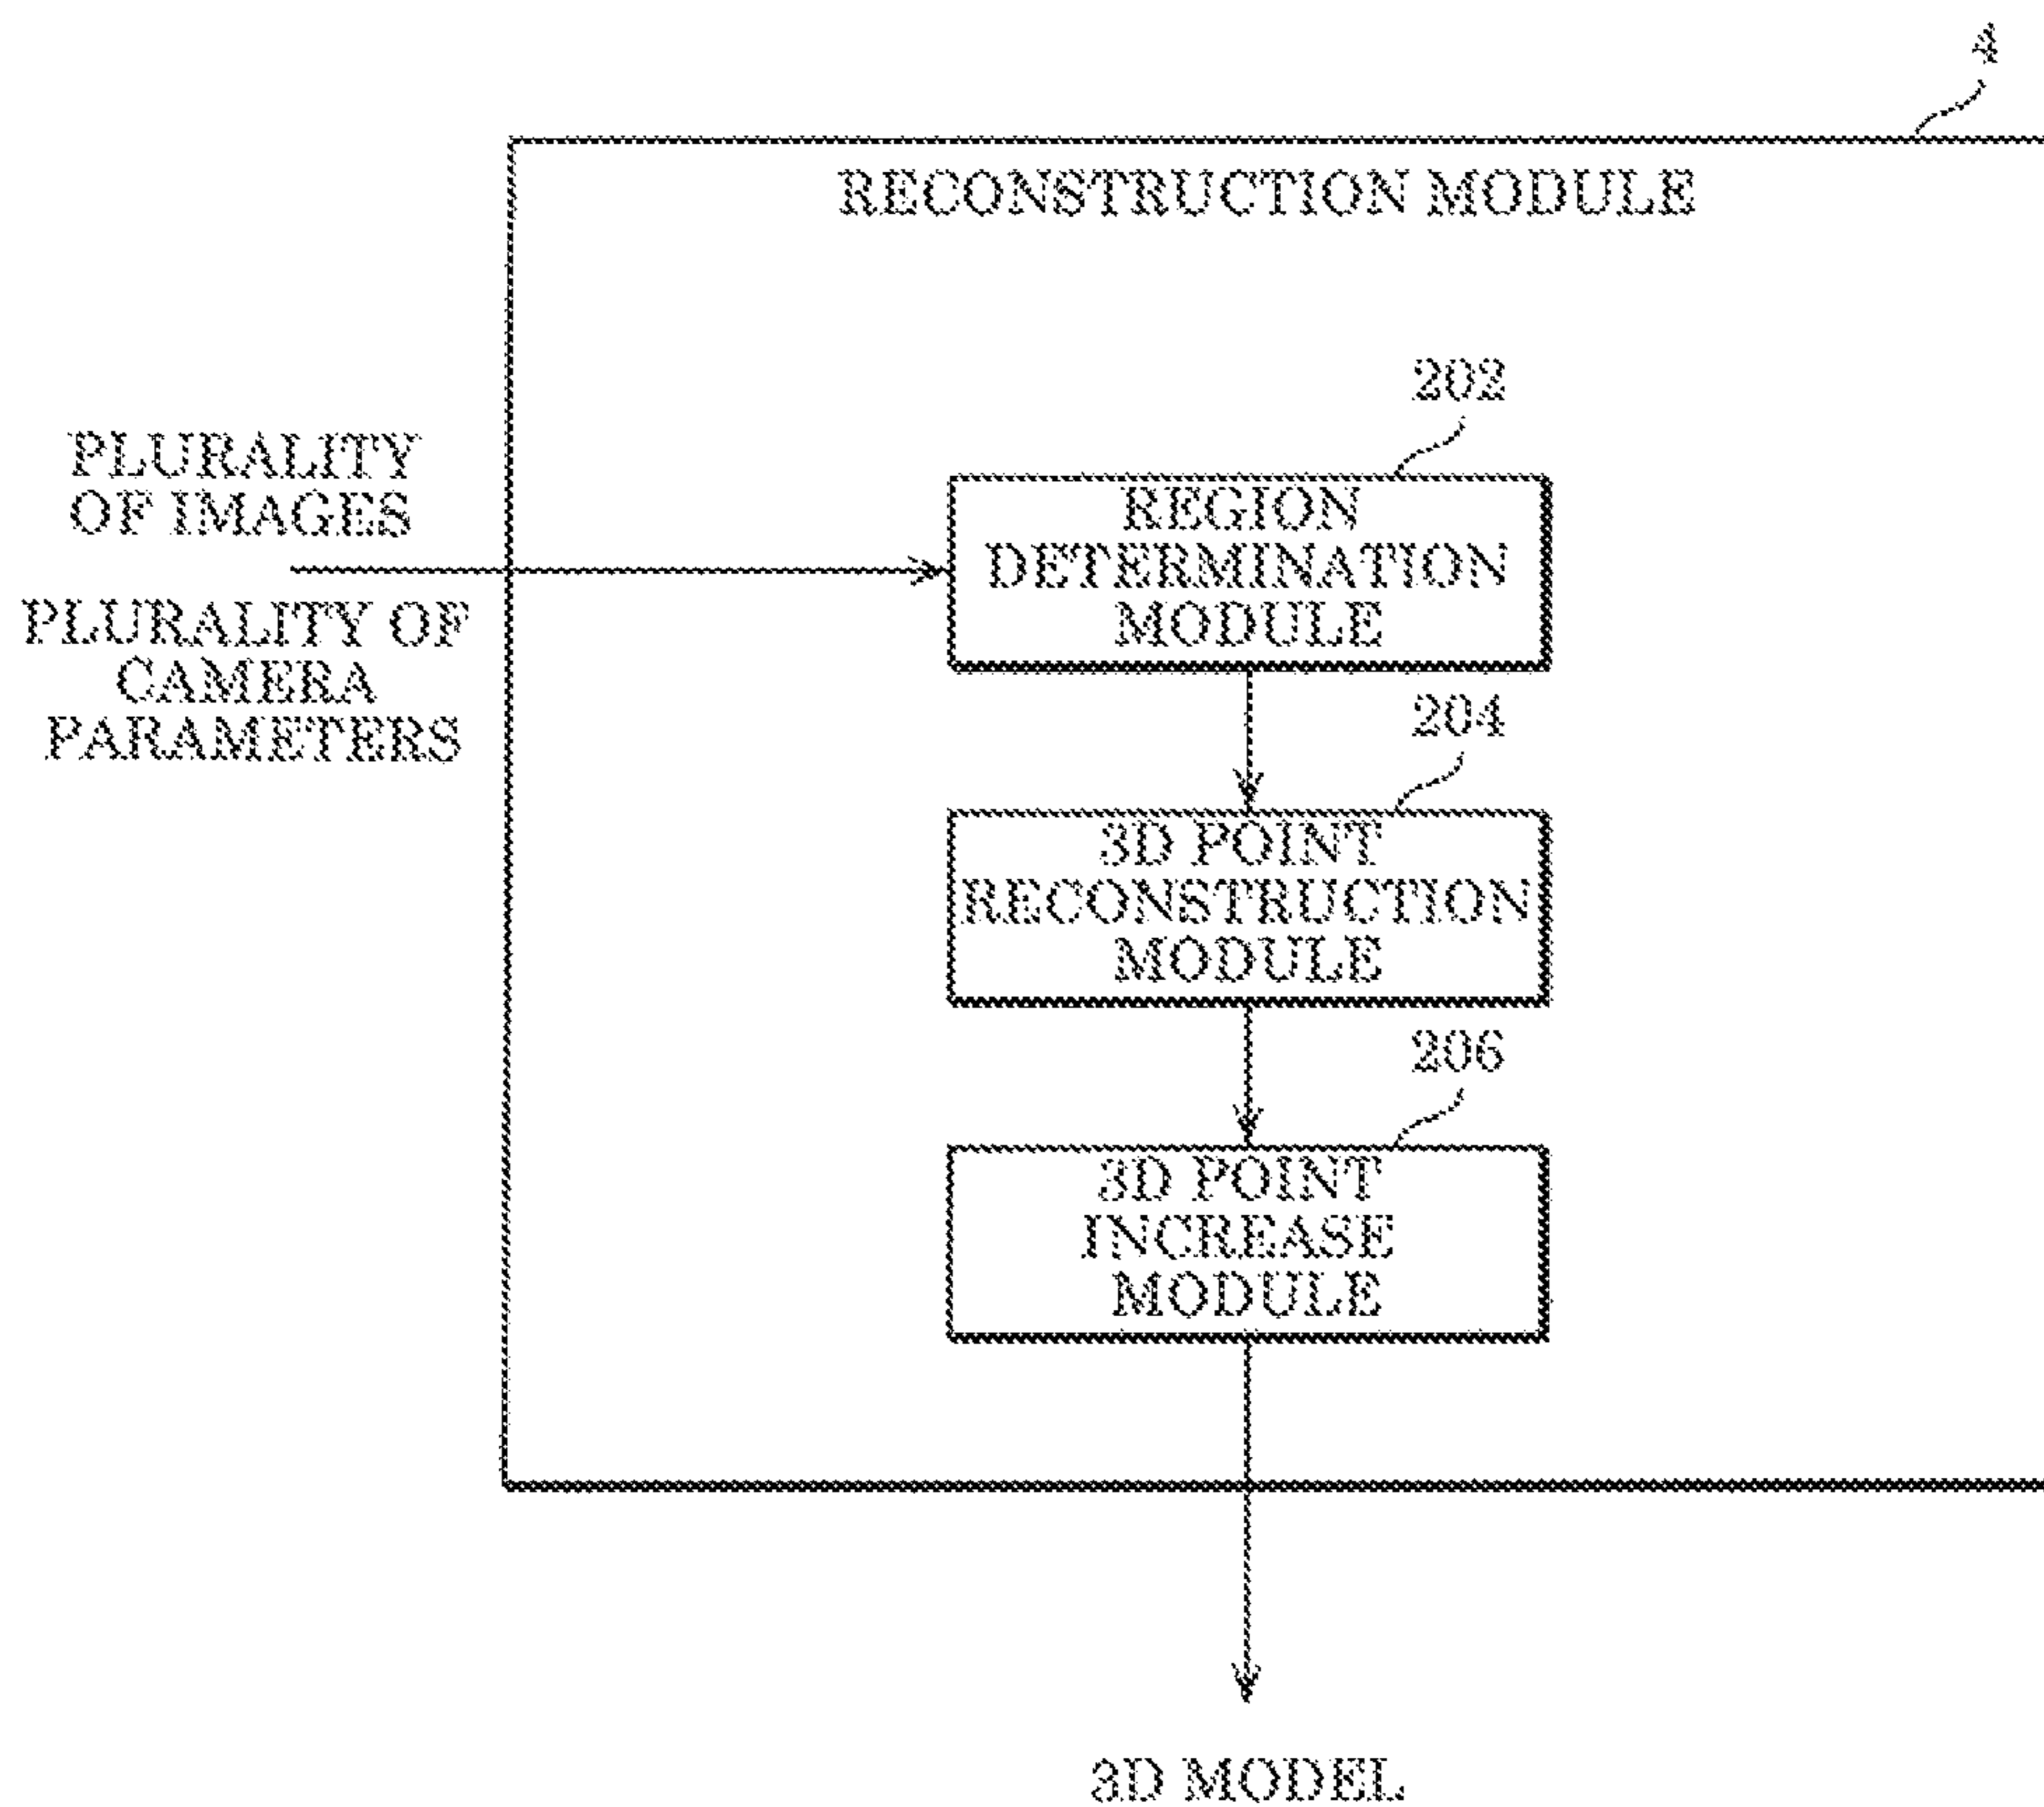 4
RECONSTRUCTION MODULE
202
PLURALITY
OF IMAGES
PLURALITY OF
CAMERA
PARAMETERS
REGION
DETERMINATION
MODULE
204
3D POINT
RECONSTRUCTION
MODULE
206
3D POINT
INCREASE
MODULE
3D MODEL